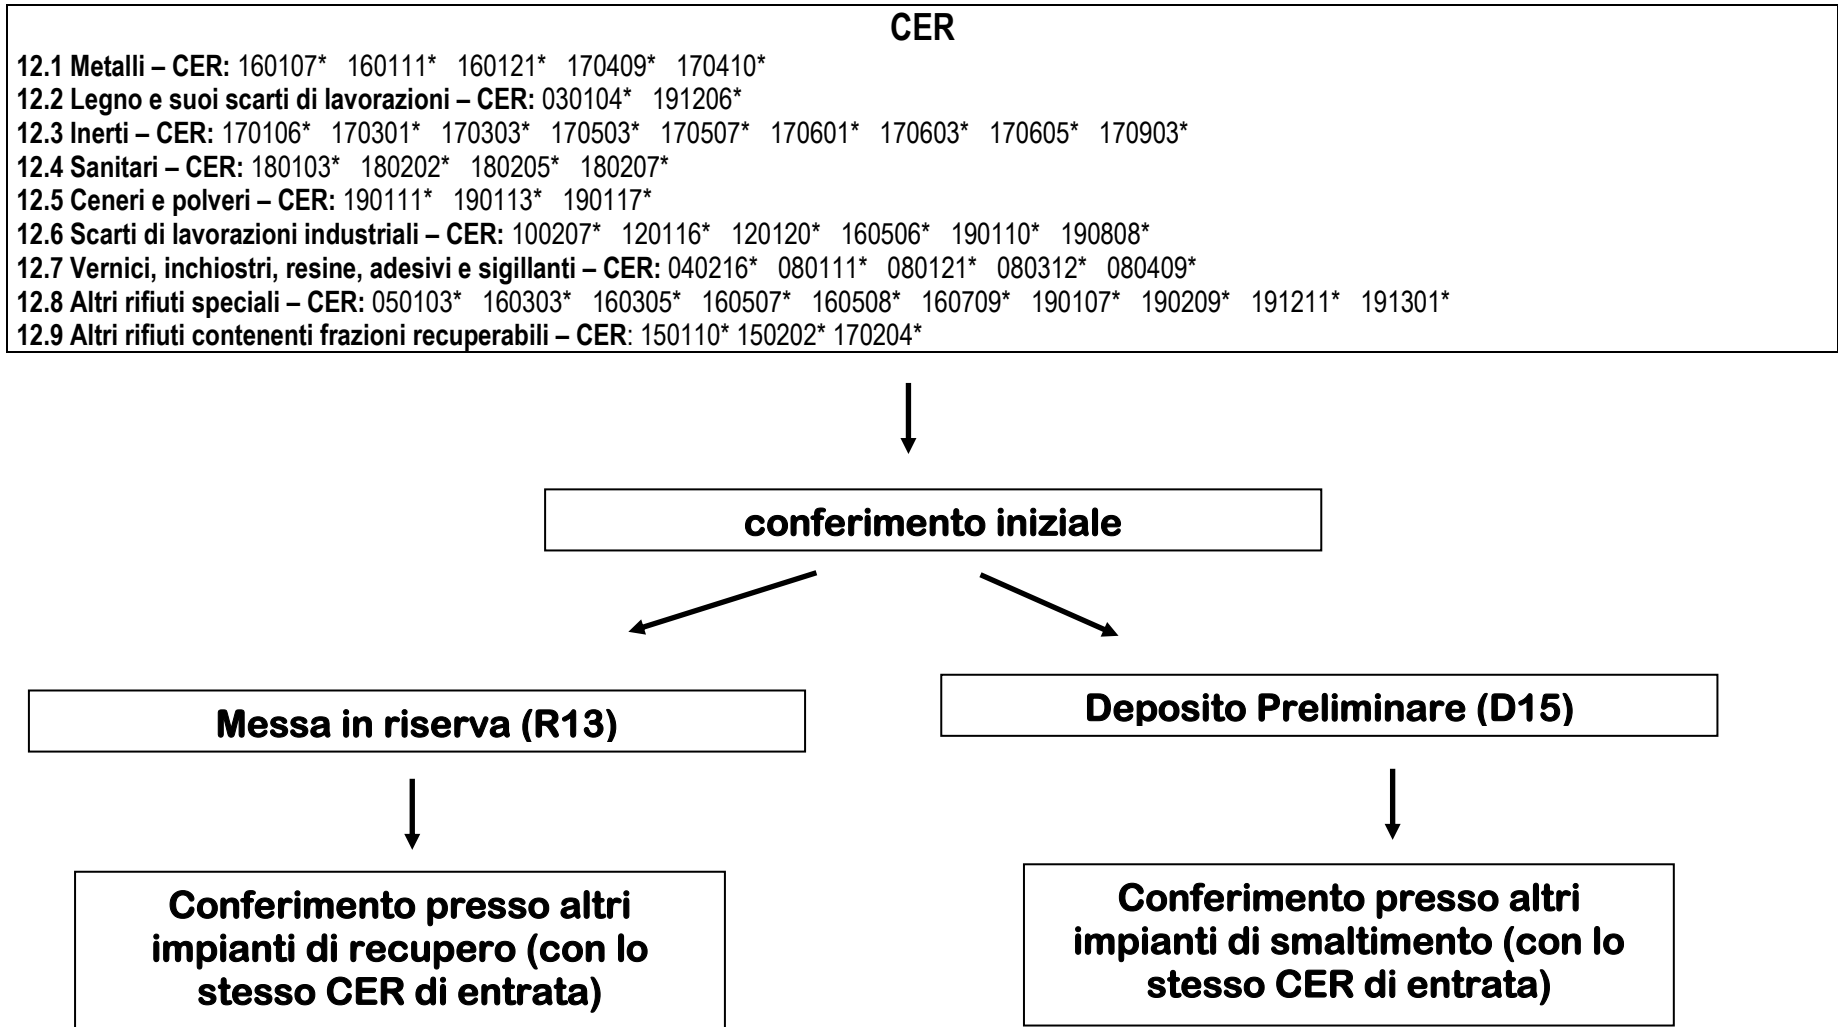 CER
12.1 Metalli – CER: 160107* 160111* 160121* 170409* 170410*
12.2 Legno e suoi scarti di lavorazioni – CER: 030104* 191206*
12.3 Inerti – CER: 170106* 170301* 170303* 170503* 170507* 170601* 170603* 170605* 170903*
12.4 Sanitari – CER: 180103* 180202* 180205* 180207*
12.5 Ceneri e polveri – CER: 190111* 190113* 190117*
12.6 Scarti di lavorazioni industriali – CER: 100207* 120116* 120120* 160506* 190110* 190808*
12.7 Vernici, inchiostri, resine, adesivi e sigillanti – CER: 040216* 080111* 080121* 080312* 080409*
12.8 Altri rifiuti speciali – CER: 050103* 160303* 160305* 160507* 160508* 160709* 190107* 190209* 191211* 191301*
12.9 Altri rifiuti contenenti frazioni recuperabili – CER: 150110* 150202* 170204*
conferimento iniziale
Messa in riserva (R13)
Deposito Preliminare (D15)
Conferimento presso altri
impianti di recupero (con lo
stesso CER di entrata)
Conferimento presso altri
impianti di smaltimento (con lo
stesso CER di entrata)